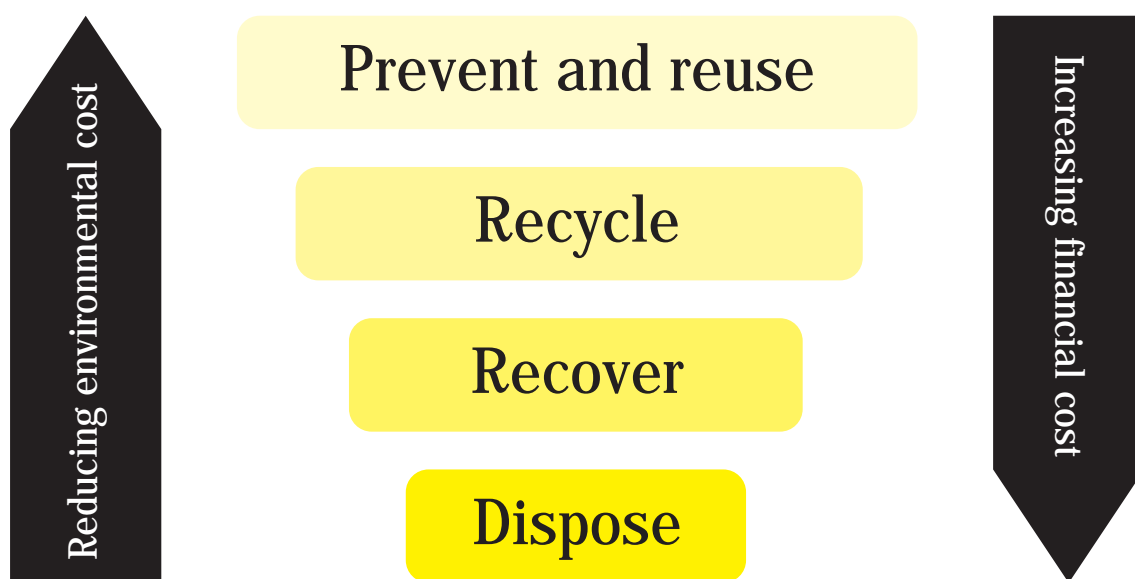 Reducing environmental cost
Prevent and reuse
Recycle
Recover
Dispose
Increasing financial cost